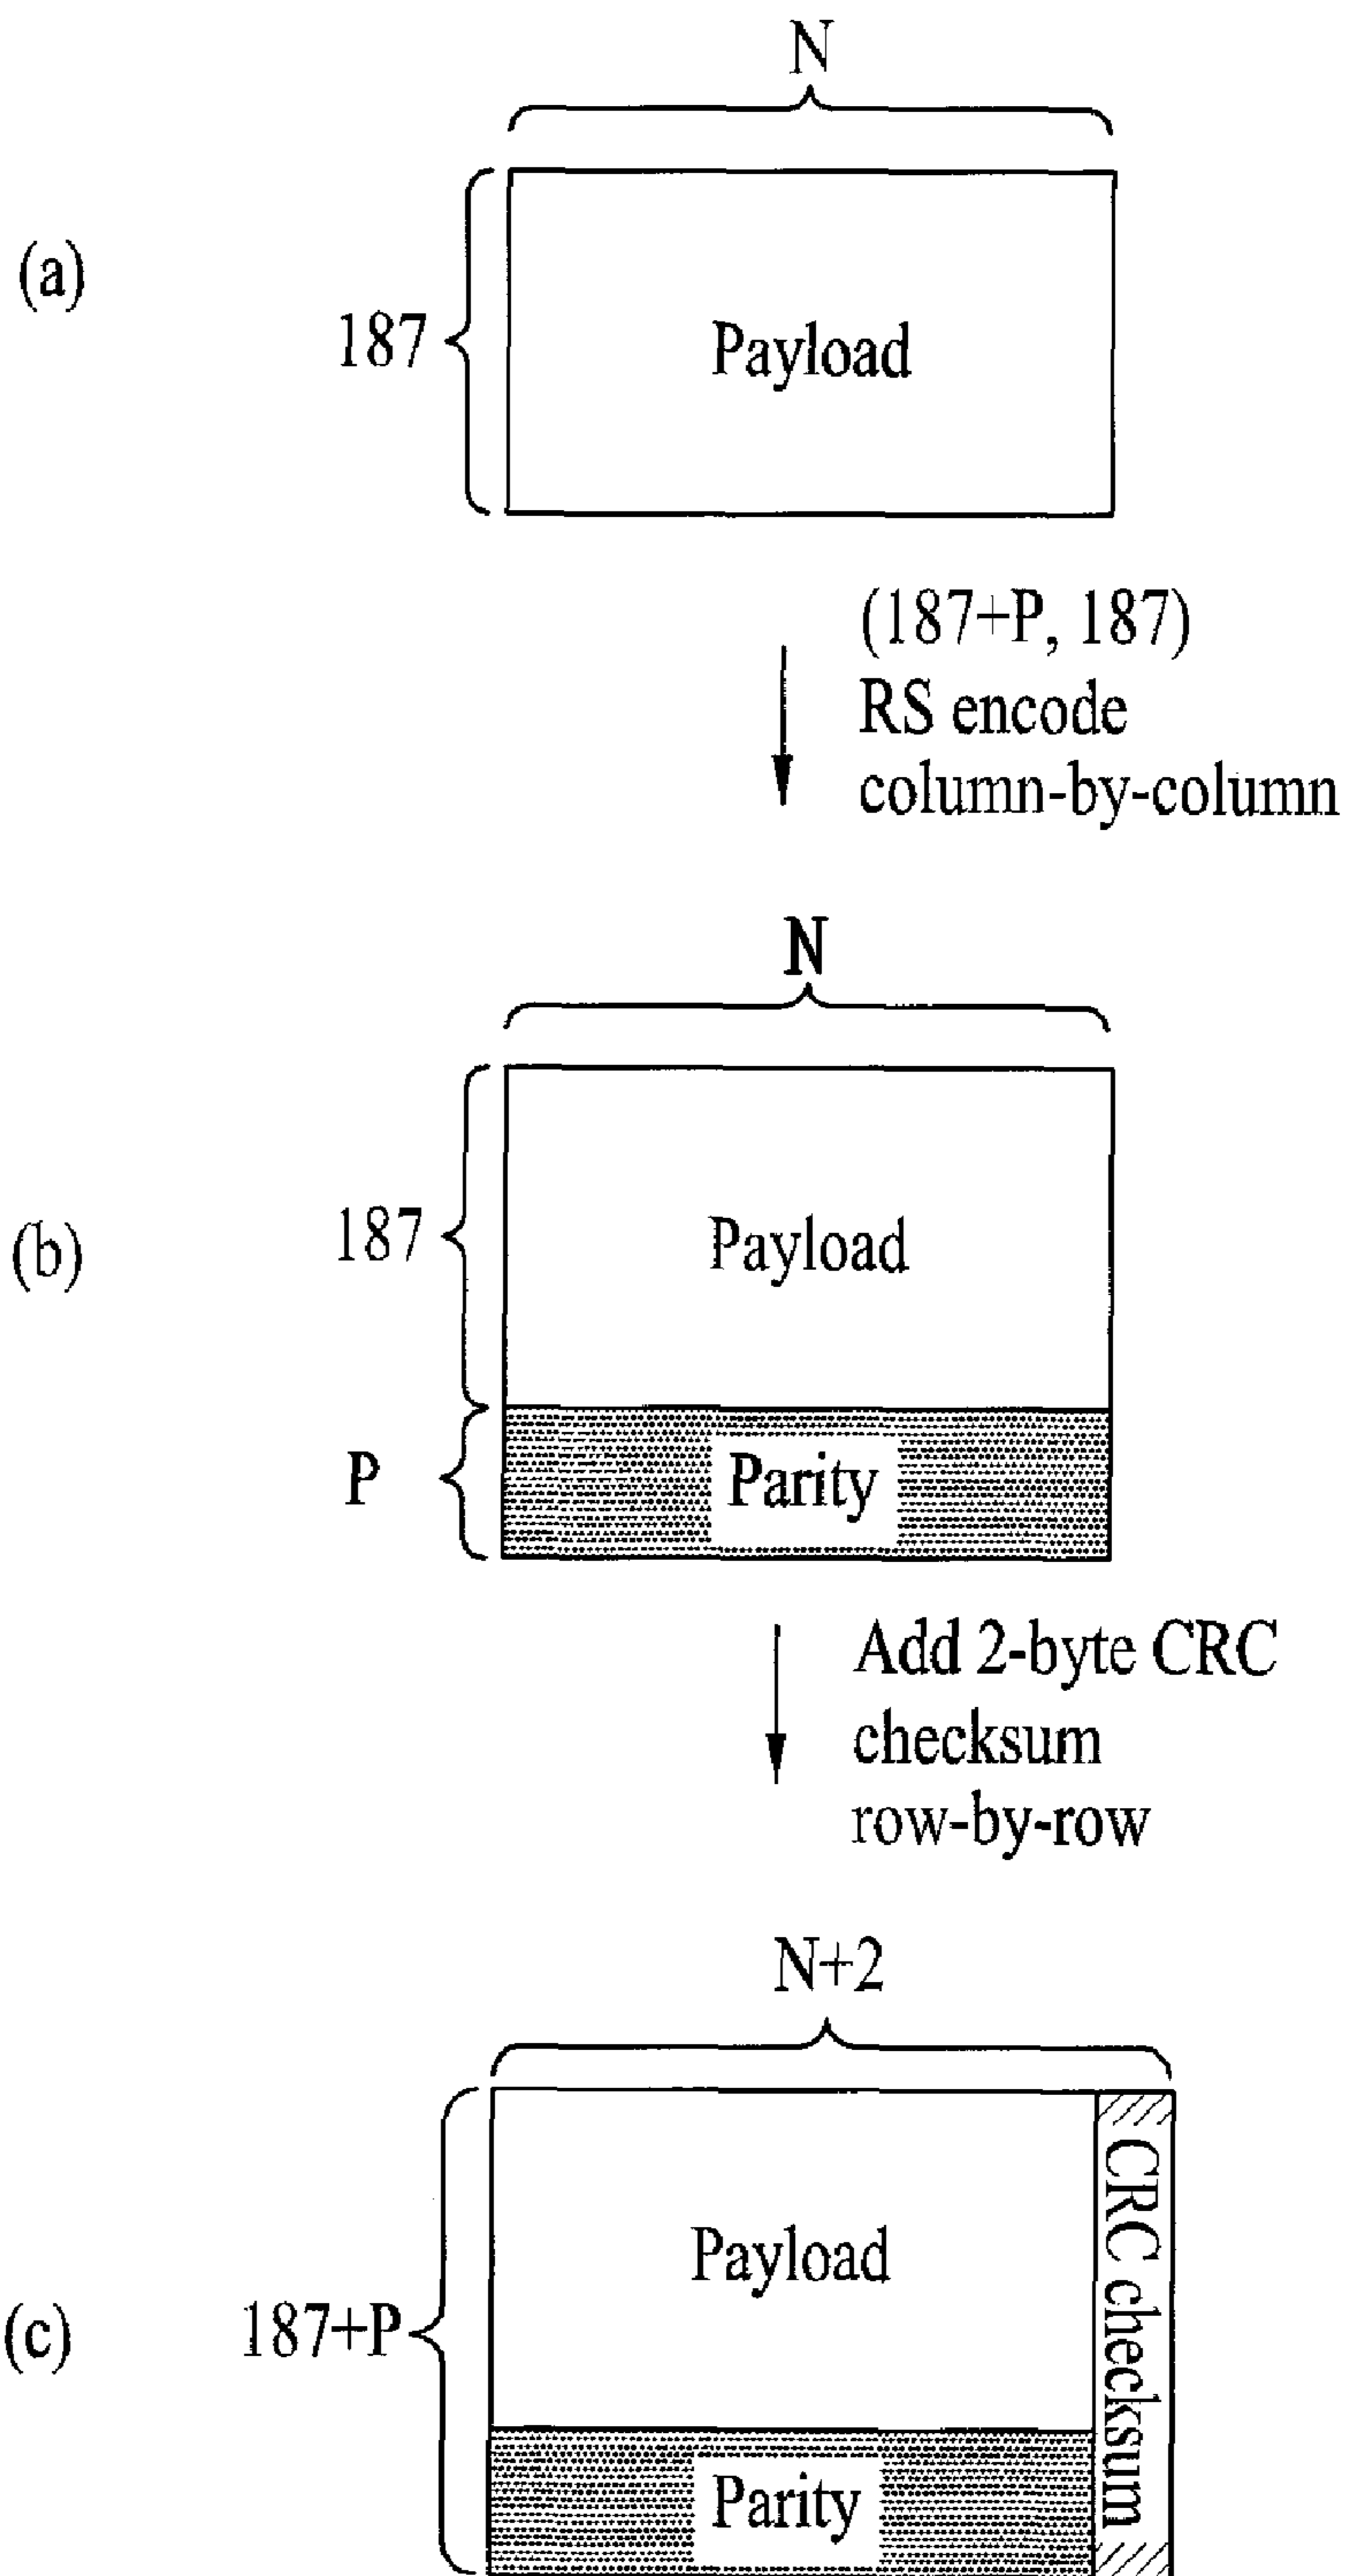 N
(a)
187
Payload
(187+P, 187)
RS encode
column-by-column
N
(b)
187
Payload
P
Parity
Add 2-byte CRC
checksum
row-by-row
N+2
(c)
187+P
Payload
CRC checksum
Parity